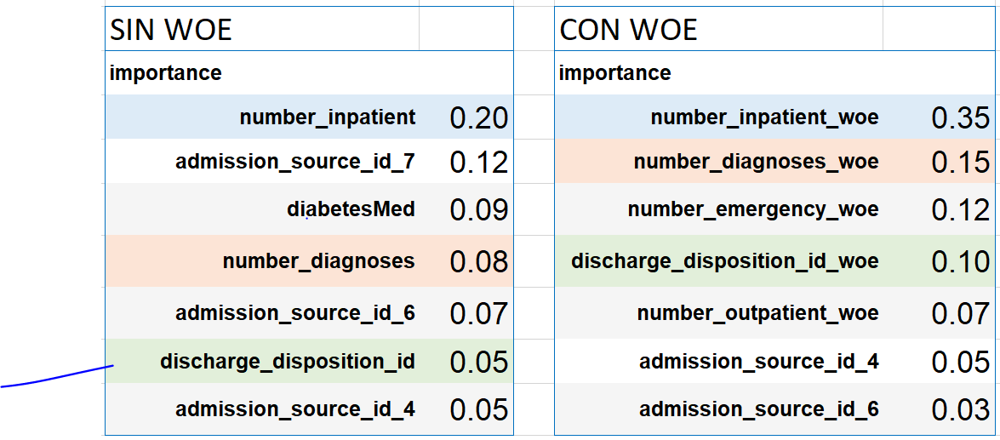 SIN WOE
importance
number_inpatient 0.20
admission_source_id_7 0.12
diabetesMed 0.09
number_diagnoses 0.08
admission_source_id_6 0.07
discharge_disposition_id 0.05
admission_source_id_4 0.05
CON WOE
importance
number_inpatient_woe 0.35
number_diagnoses_woe 0.15
number_emergency_woe 0.12
discharge_disposition_id_woe 0.10
number_outpatient_woe 0.07
admission_source_id_4 0.05
admission_source_id_6 0.03